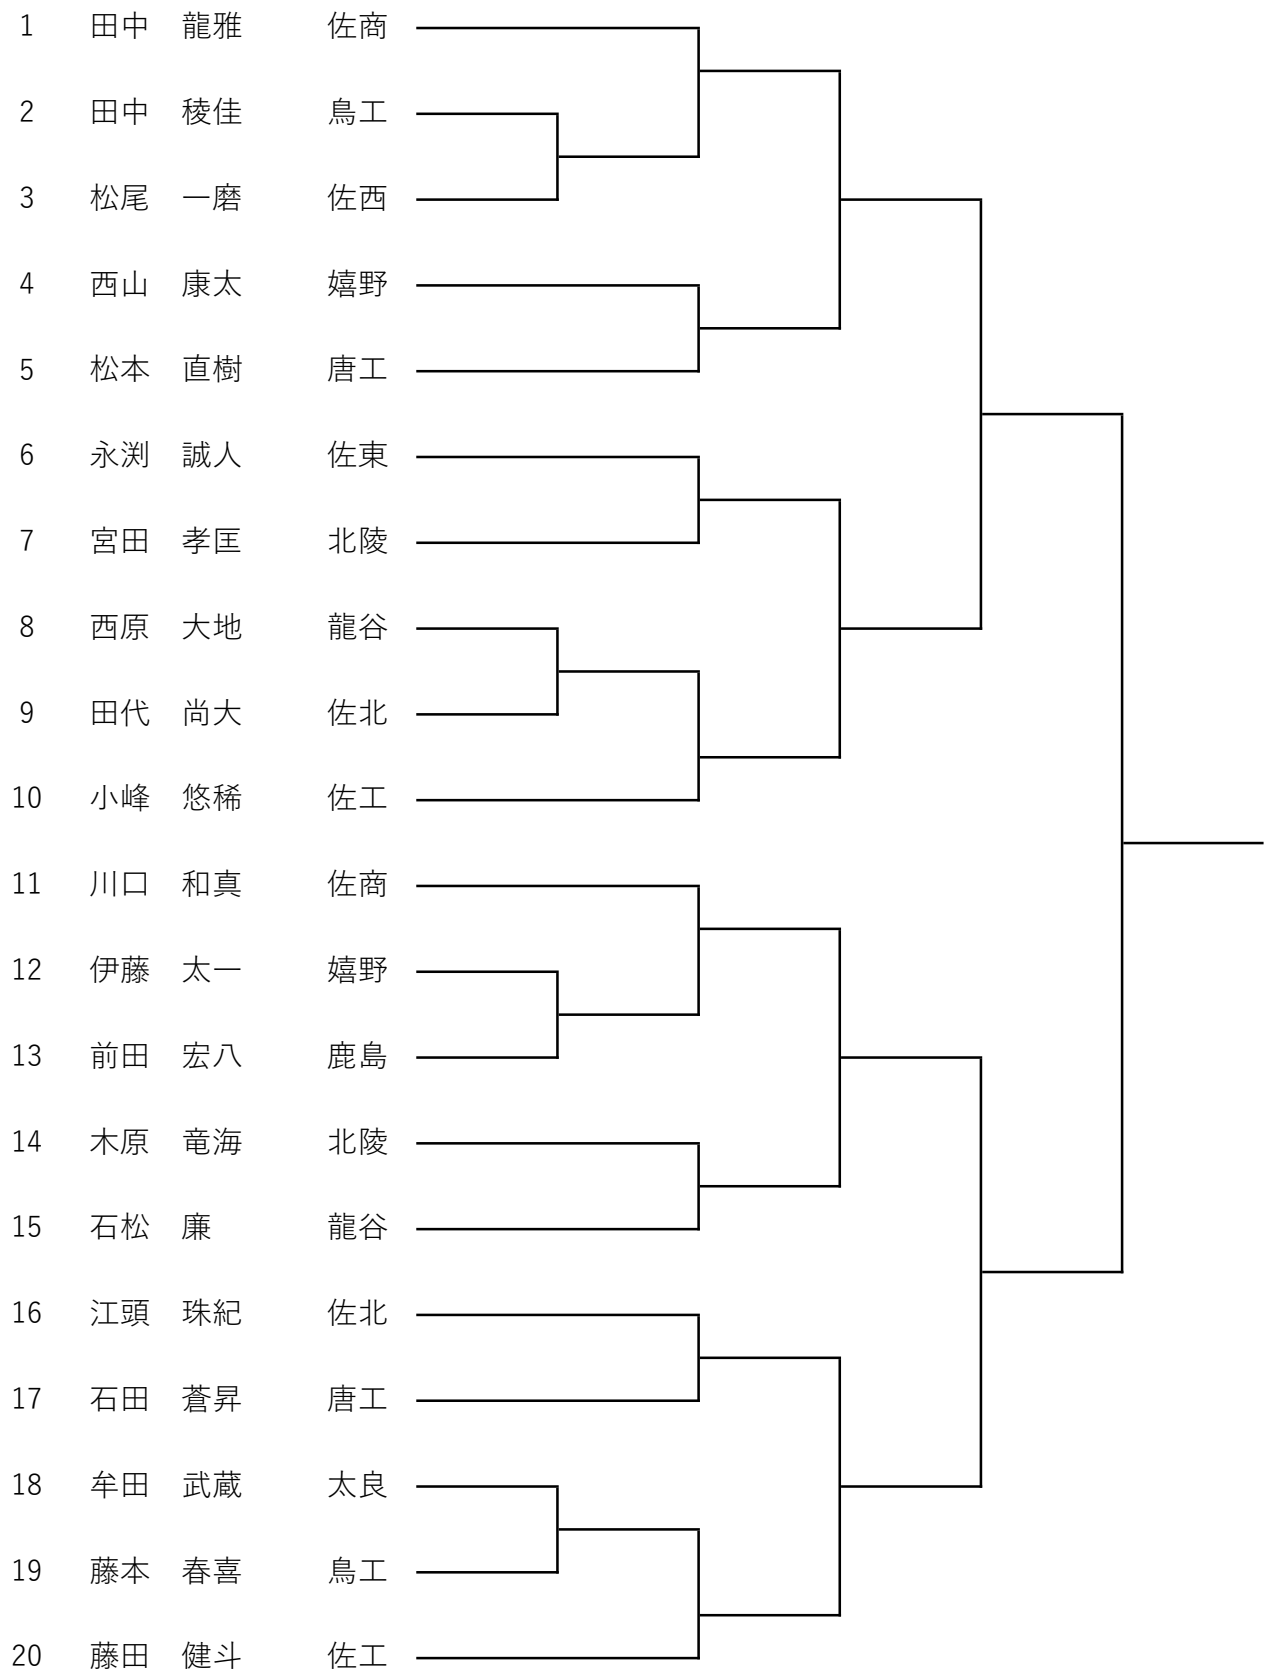 1 田中 龍雅 佐商
2 田中 稜佳 鳥工
3 松尾 一磨 佐西
4 西山 康太 嬉野
5 松本 直樹 唐工
6 永渕 誠人 佐東
7 宮田 孝匡 北陵
8 西原 大地 龍谷
9 田代 尚大 佐北
10 小峰 悠稀 佐工
11 川口 和真 佐商
12 伊藤 太一 嬉野
13 前田 宏八 鹿島
14 木原 竜海 北陵
15 石松 廉 龍谷
16 江頭 珠紀 佐北
17 石田 蒼昇 唐工
18 牟田 武蔵 太良
19 藤本 春喜 鳥工
20 藤田 健斗 佐工